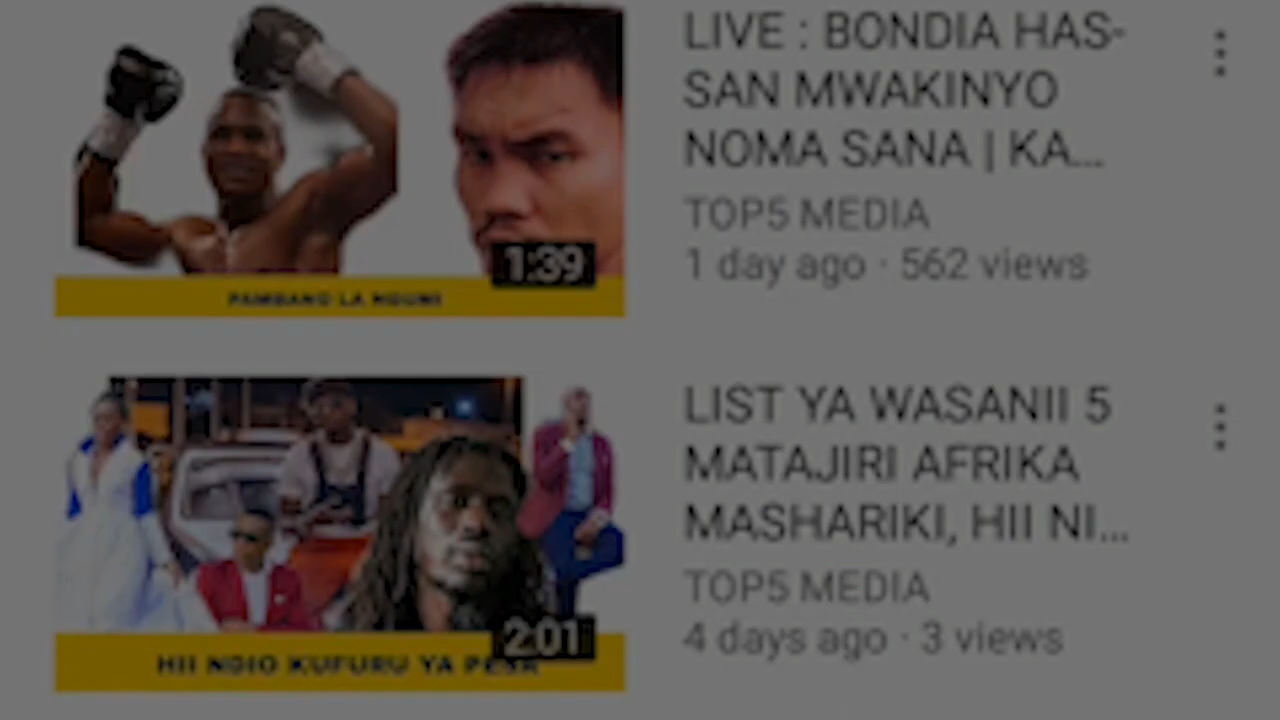 LIVE : BONDIA HAS-
SAN MWAKINYO
NOMA SANA | KA...
TOP5 MEDIA
1 day ago · 562 views
1:39
PAMBANO LA NGUMI
LIST YA WASANII 5
MATAJIRI AFRIKA
MASHARIKI, HII NI...
TOP5 MEDIA
4 days ago · 3 views
2:01
HII NDIO KUFURU YA PESA